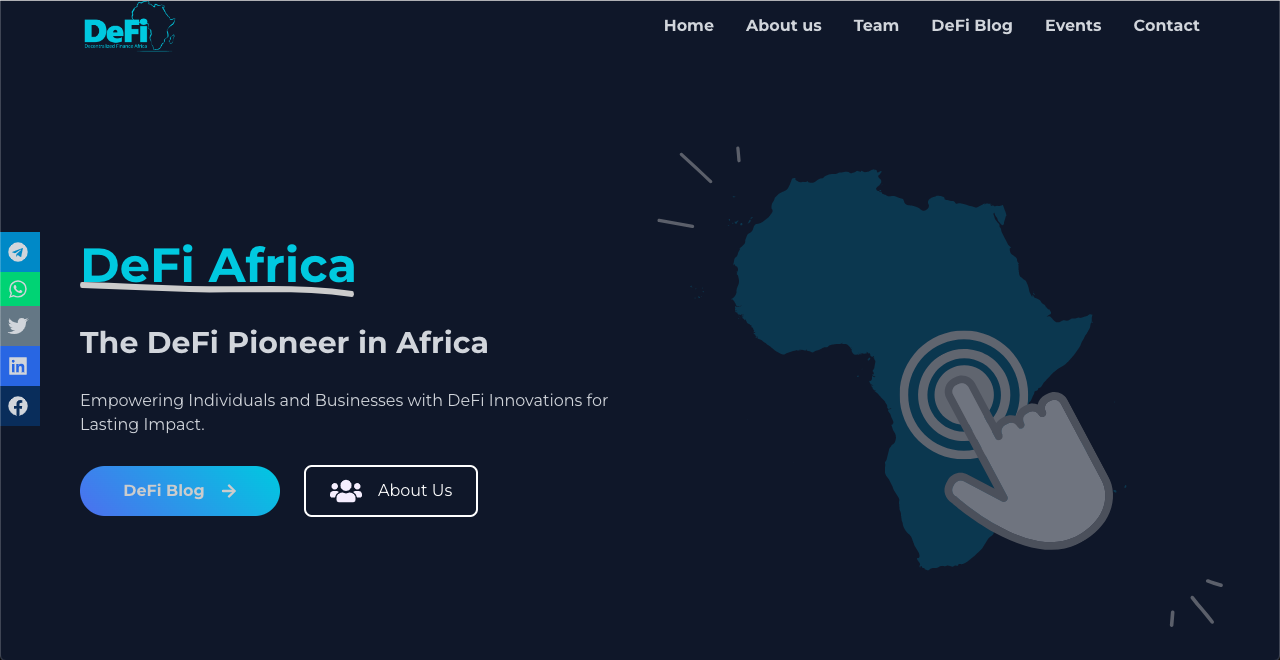 DeFi
Decentralized Finance Africa
Home About us Team DeFi Blog Events Contact
DeFi Africa
The DeFi Pioneer in Africa
Empowering Individuals and Businesses with DeFi Innovations for
Lasting Impact.
DeFi Blog
About Us